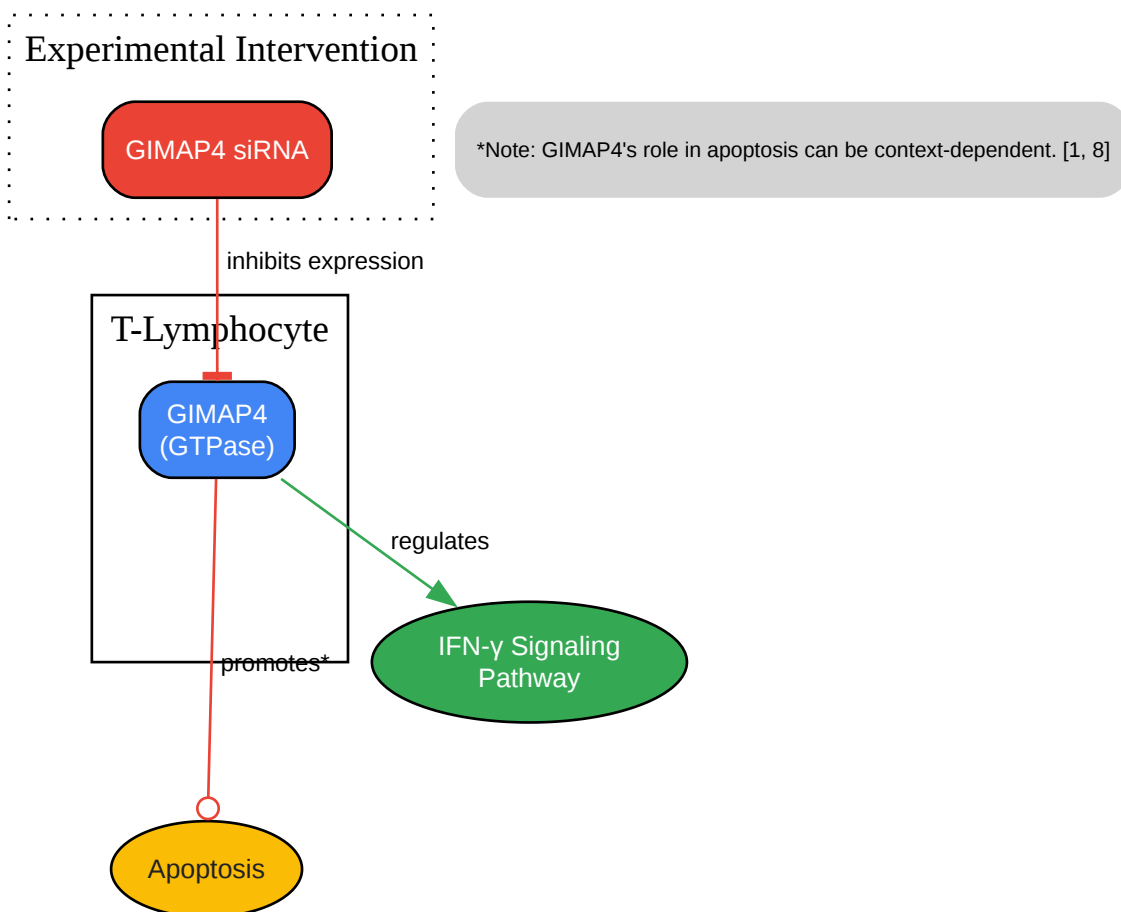 Experimental Intervention
GIMAP4 siRNA
*Note: GIMAP4's role in apoptosis can be context-dependent. [1, 8]
inhibits expression
T-Lymphocyte
GIMAP4
(GTPase)
regulates
IFN-γ Signaling
Pathway
promotes*
Apoptosis